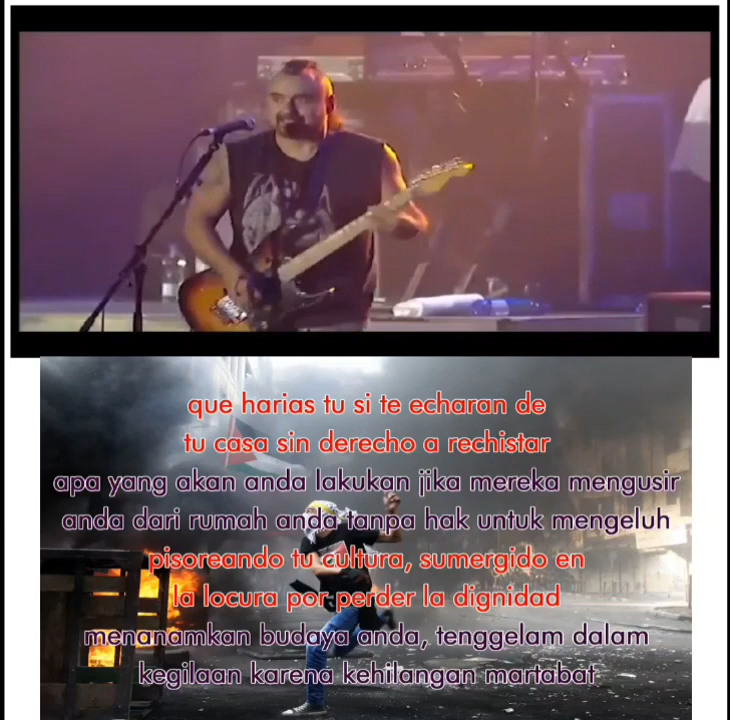 que harias tu si te echaran de
tu casa sin derecho a rechistar
apa yang akan anda lakukan jika mereka mengusir
anda dari rumah anda tanpa hak untuk mengeluh
pisoreando tu cultura, sumergido en
la locura por perder la dignidad
menanamkan budaya anda, tenggelam dalam
kegilaan karena kehilangan martabat